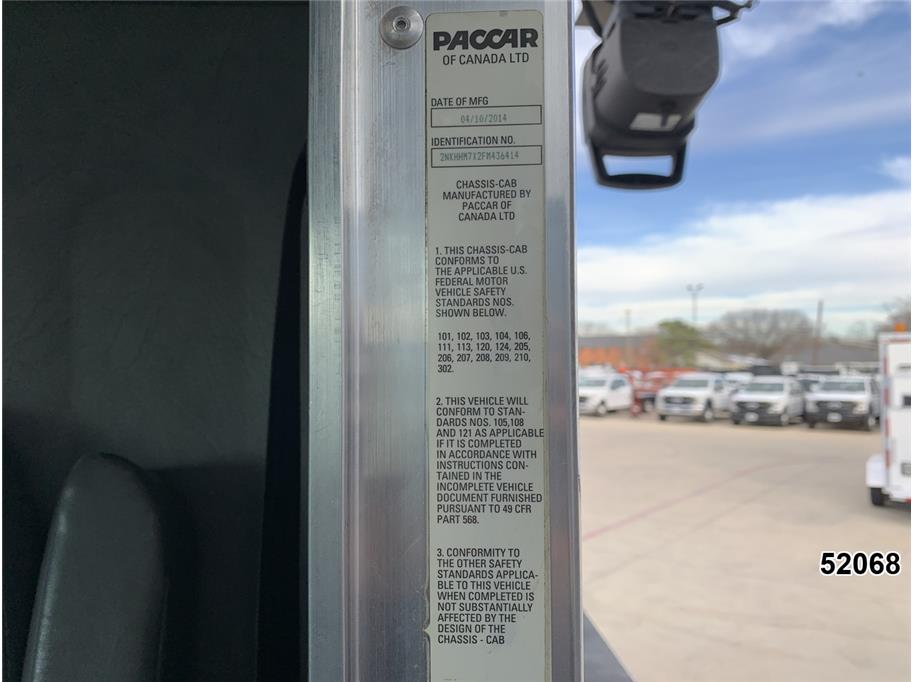 PACCAR
OF CANADA LTD
DATE OF MFG
04/10/2014
IDENTIFICATION NO.
2NKHHM7X2FM436414
CHASSIS-CAB
MANUFACTURED BY
PACCAR OF
CANADA LTD
1. THIS CHASSIS-CAB
CONFORMS TO
THE APPLICABLE U.S.
FEDERAL MOTOR
VEHICLE SAFETY
STANDARDS NOS.
SHOWN BELOW.
101, 102, 103, 104, 106,
111, 113, 120, 124, 205,
206, 207, 208, 209, 210,
302.
2. THIS VEHICLE WILL
CONFORM TO STAN-
DARDS NOS. 105,108
AND 121 AS APPLICABLE
IF IT IS COMPLETED
IN ACCORDANCE WITH
INSTRUCTIONS CON-
TAINED IN THE
INCOMPLETE VEHICLE
DOCUMENT FURNISHED
PURSUANT TO 49 CFR
PART 568.
3. CONFORMITY TO
THE OTHER SAFETY
STANDARDS APPLICA-
BLE TO THIS VEHICLE
WHEN COMPLETED IS
NOT SUBSTANTIALLY
AFFECTED BY THE
DESIGN OF THE
CHASSIS - CAB
52068